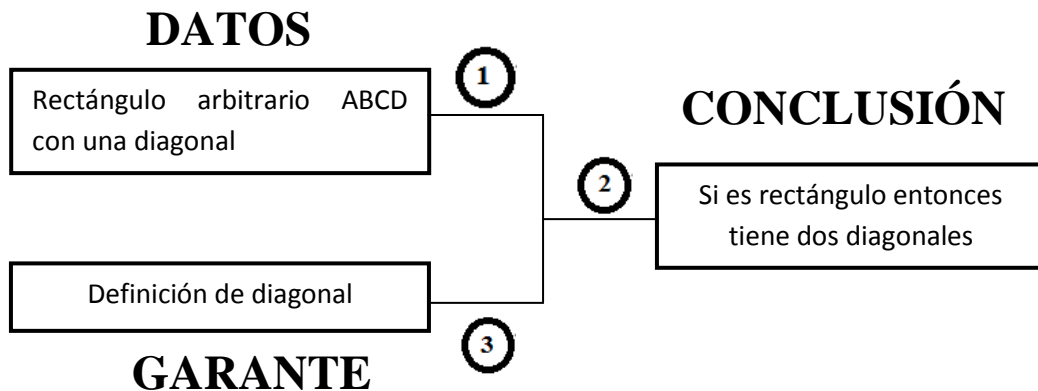 DATOS
1
Rectángulo arbitrario ABCD
con una diagonal
CONCLUSIÓN
2
Si es rectángulo entonces
tiene dos diagonales
Definición de diagonal
3
GARANTE